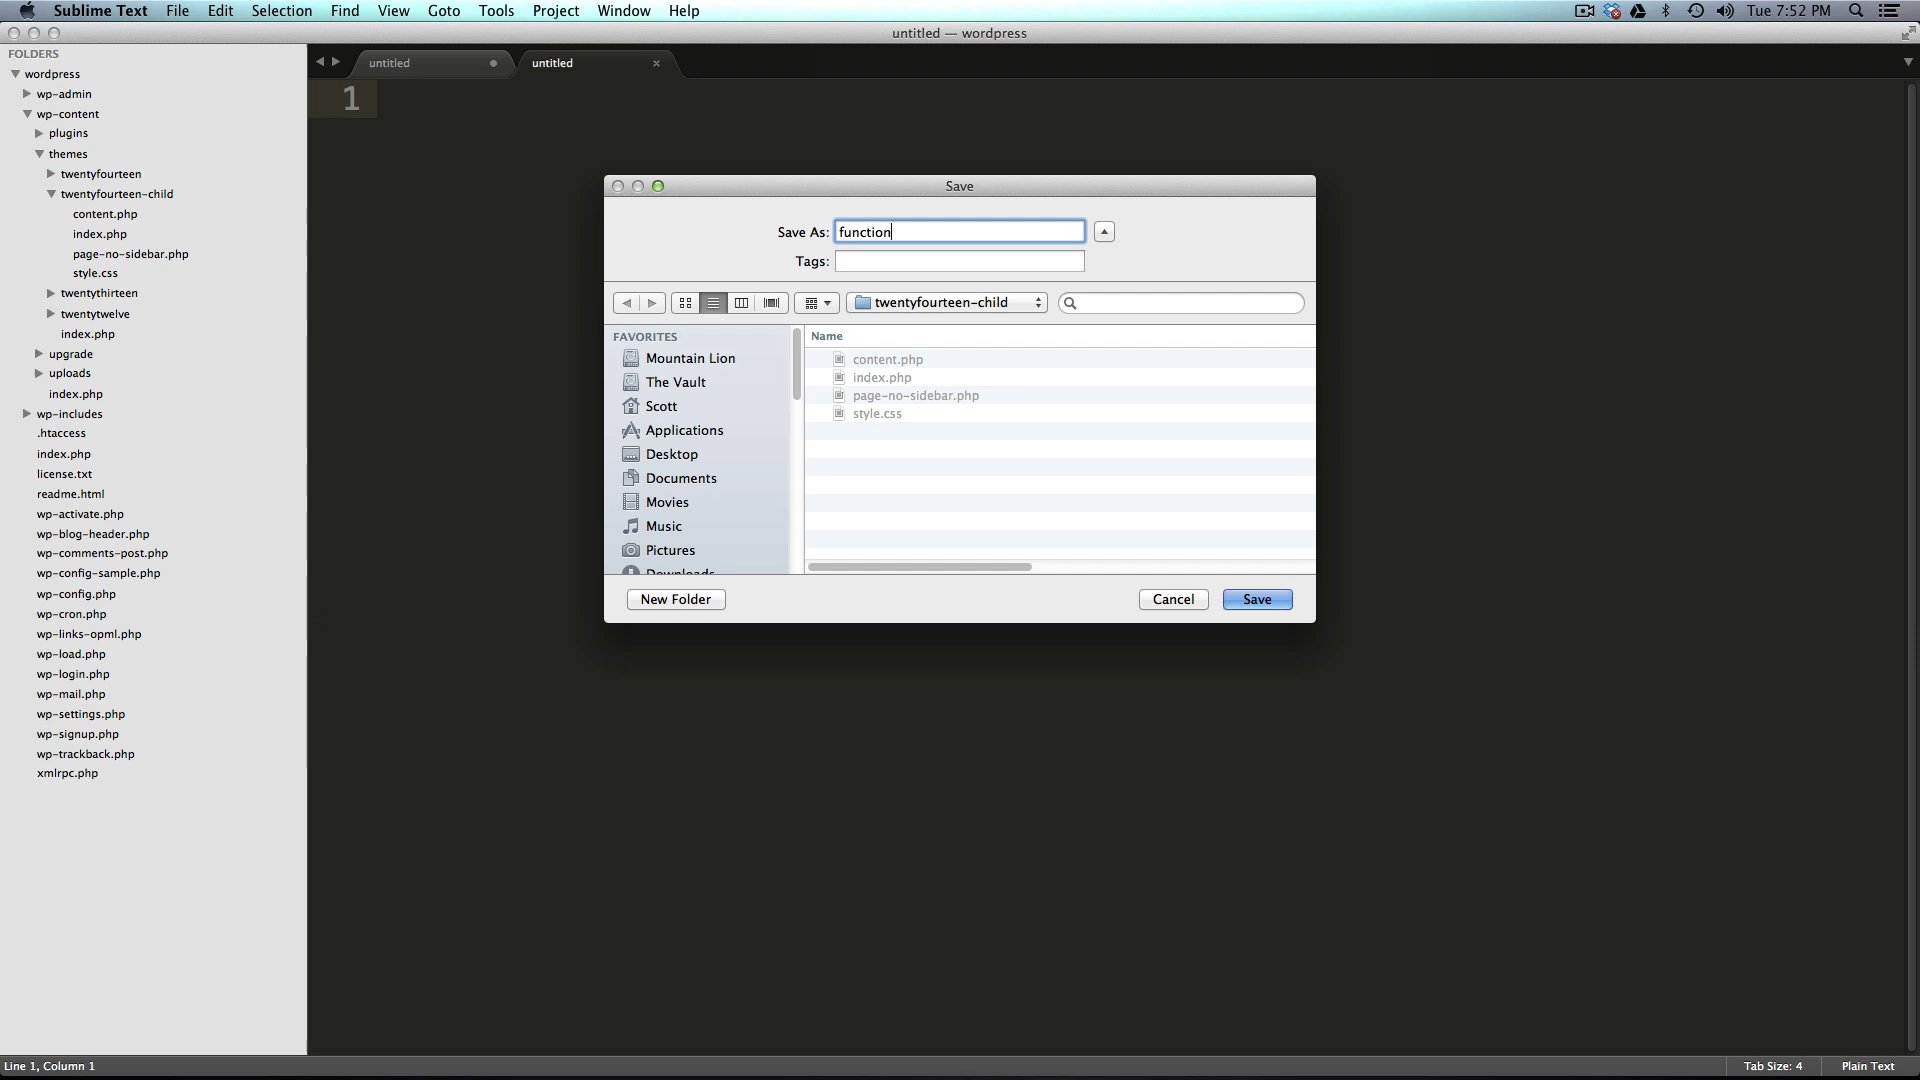 Sublime Text File Edit Selection Find View Goto Tools Project Window Help Tue 7:52 PM
untitled — wordpress
FOLDERS
wordpress
wp-admin
wp-content
plugins
themes
twentyfourteen
twentyfourteen-child
content.php
index.php
page-no-sidebar.php
style.css
twentythirteen
twentytwelve
index.php
upgrade
uploads
index.php
wp-includes
.htaccess
index.php
license.txt
readme.html
wp-activate.php
wp-blog-header.php
wp-comments-post.php
wp-config-sample.php
wp-config.php
wp-cron.php
wp-links-opml.php
wp-load.php
wp-login.php
wp-mail.php
wp-settings.php
wp-signup.php
wp-trackback.php
xmlrpc.php
untitled untitled
1
Save
Save As: function
Tags:
twentyfourteen-child
FAVORITES
Mountain Lion
The Vault
Scott
Applications
Desktop
Documents
Movies
Music
Pictures
Downloads
Name
content.php
index.php
page-no-sidebar.php
style.css
New Folder Cancel Save
Line 1, Column 1 Tab Size: 4 Plain Text